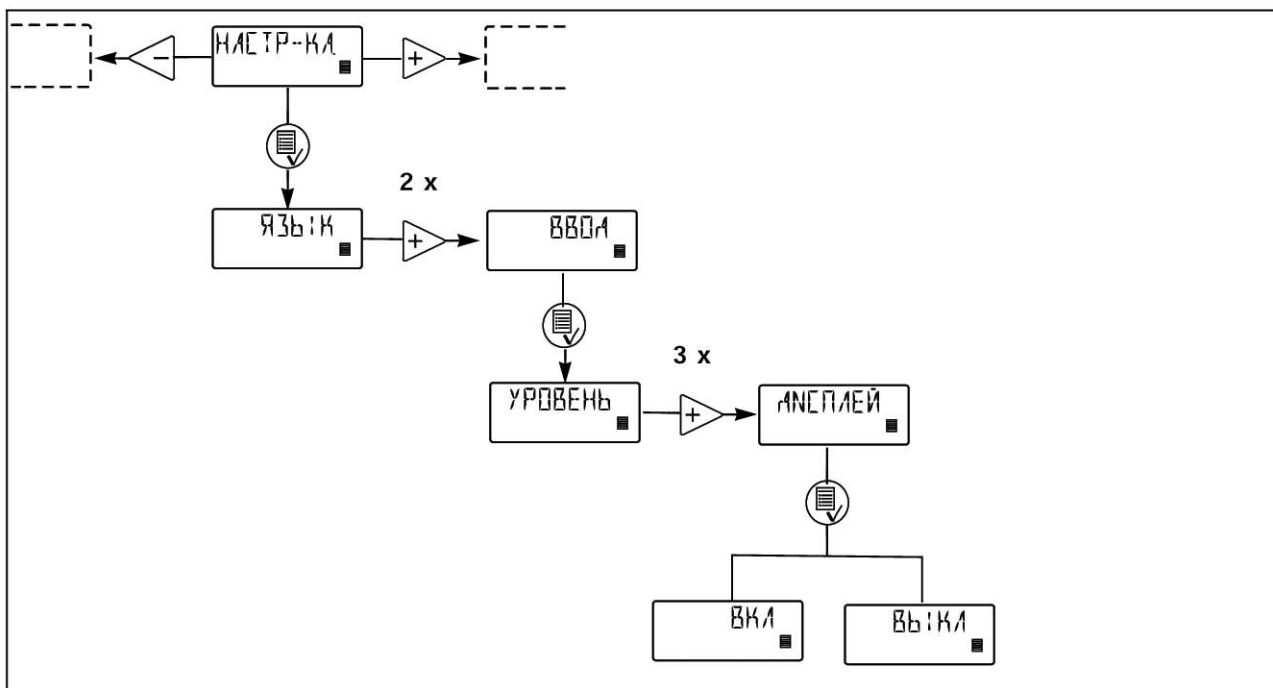 НАСТР-КА
− +
2 x
ЯЗЫК + ВВОД
3 x
УРОВЕНЬ + ДИСПЛЕЙ
ВКЛ ВЫКЛ